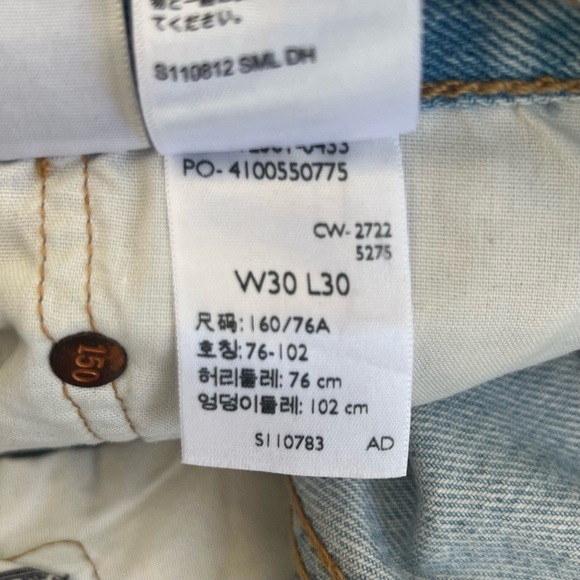 てください。
S110812 SML DH
PO- 4100550775
CW- 2722
5275
W30 L30
尺码: 160/76A
호칭: 76-102
허리둘레: 76 cm
엉덩이둘레: 102 cm
S110783 AD
150